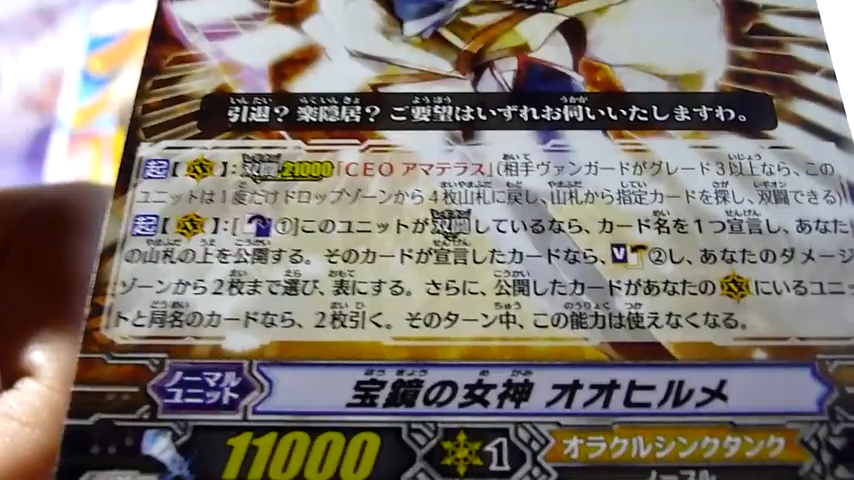 引退？楽隠居？ご要望はいずれお伺いいたしますわ。
起【】:双闘21000「CEO アマテラス」(相手ヴァンガードがグレード3以上なら、この
ユニットは1度だけドロップゾーンから4枚山札に戻し、山札から指定カードを探し、双闘できる)
起【】:[①]このユニットが双闘しているなら、カード名を1つ宣言し、あなた
の山札の上を公開する。そのカードが宣言したカードなら、V②し、あなたのダメージ
ゾーンから2枚まで選び、表にする。さらに、公開したカードがあなたのにいるユニッ
トと同名のカードなら、2枚引く。そのターン中、この能力は使えなくなる。
ノーマル
ユニット
宝鏡の女神 オオヒルメ
11000
1
オラクルシンクタンク
ノーブル